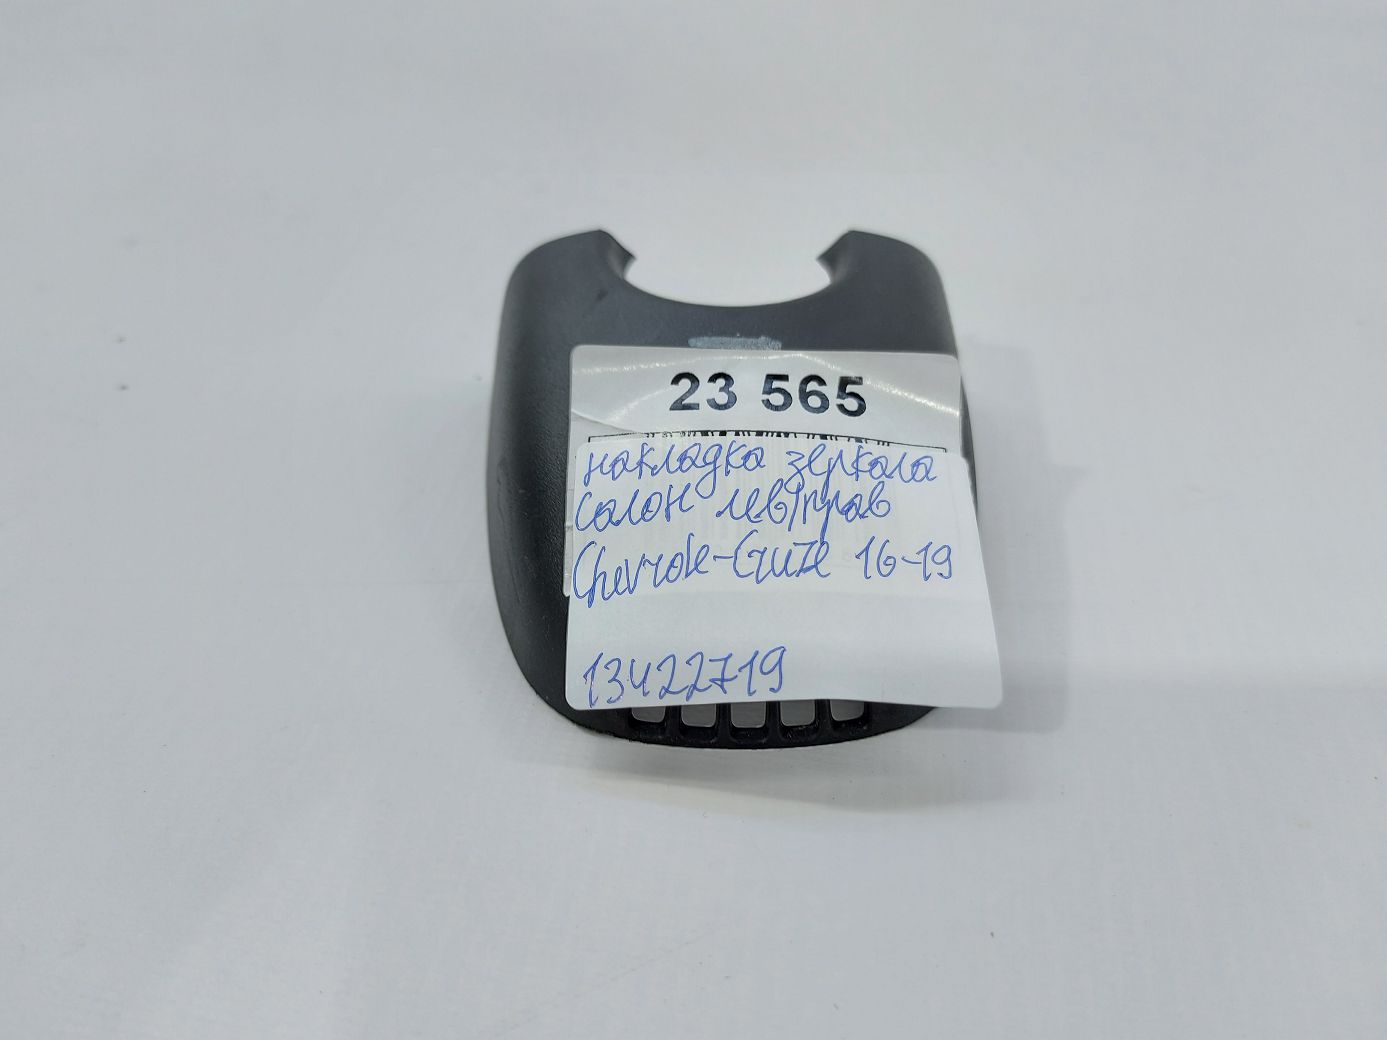 23 565
накладка зеркала
салон лев/прав
Chevrole-Cruze 16-19
13422719